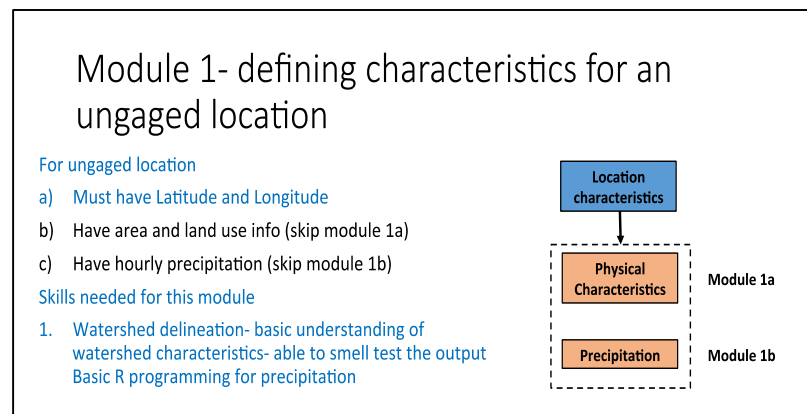 Module 1- defining characteristics for an
ungaged location
For ungaged location
a) Must have Latitude and Longitude
b) Have area and land use info (skip module 1a)
c) Have hourly precipitation (skip module 1b)
Skills needed for this module
1. Watershed delineation- basic understanding of
watershed characteristics- able to smell test the output
Basic R programming for precipitation
Location
characteristics
Physical
Characteristics
Module 1a
Precipitation
Module 1b